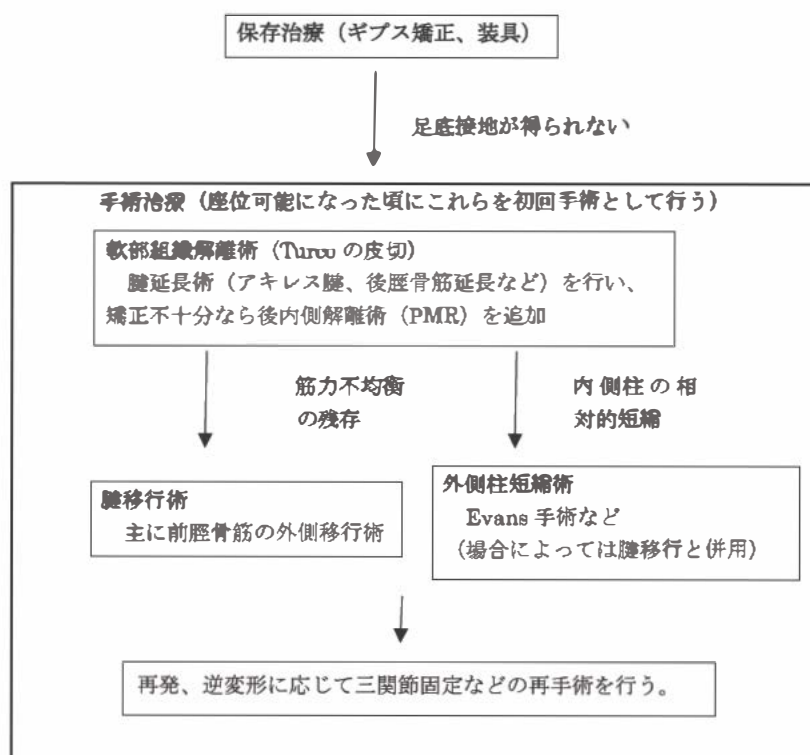 保存治療（ギプス矯正、装具）
足底接地が得られない
手術治療（座位可能になった頃にこれらを初回手術として行う）
軟部組織解離術（Turco の皮切）
腱延長術（アキレス腱、後脛骨筋延長など）を行い、
矯正不十分なら後内側解離術（PMR）を追加
筋力不均衡
の残存
内側柱の相
対的短縮
腱移行術
主に前脛骨筋の外側移行術
外側柱短縮術
Evans 手術など
（場合によっては腱移行と併用）
再発、逆変形に応じて三関節固定などの再手術を行う。